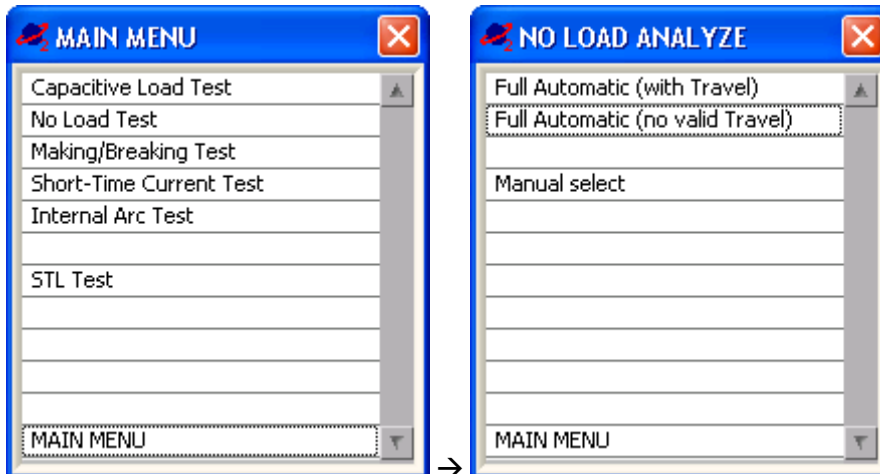 MAIN MENU
Capacitive Load Test
No Load Test
Making/Breaking Test
Short-Time Current Test
Internal Arc Test
STL Test
MAIN MENU
→
NO LOAD ANALYZE
Full Automatic (with Travel)
Full Automatic (no valid Travel)
Manual select
MAIN MENU